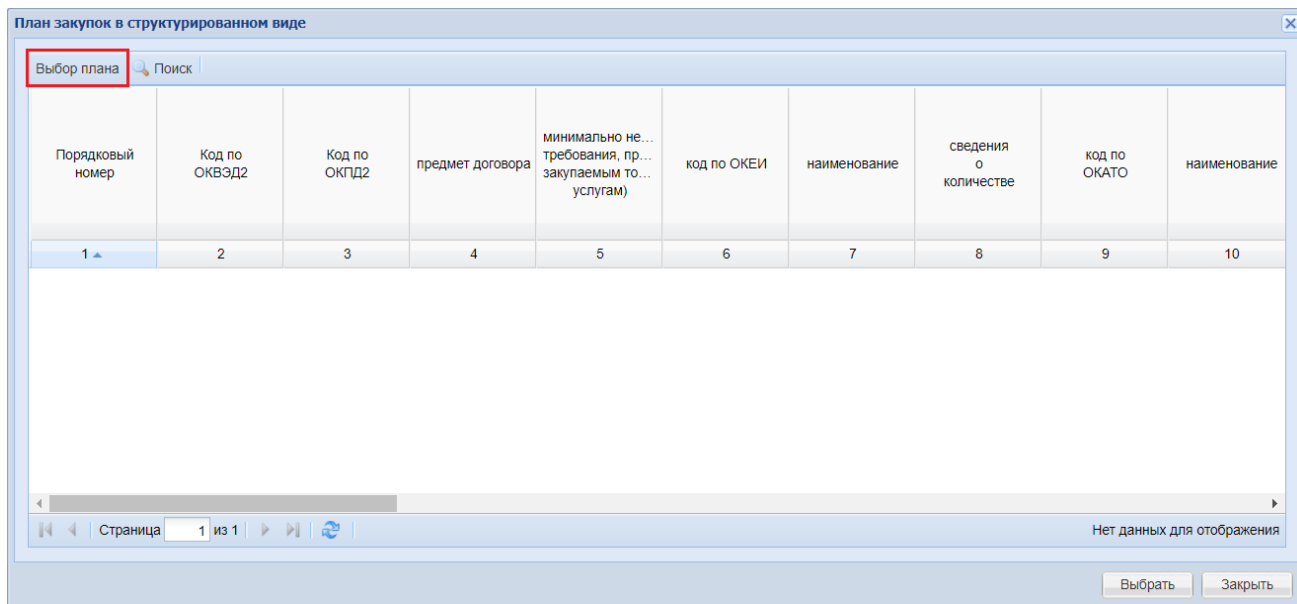 План закупок в структурированном виде
Выбор плана Поиск
Порядковый
номер
Код по
ОКВЭД2
Код по
ОКПД2
предмет договора
минимально не...
требования, пр...
закупаемым то...
услугам)
код по ОКЕИ
наименование
сведения
о
количестве
код по
ОКАТО
наименование
1 2 3 4 5 6 7 8 9 10
Страница 1 из 1 Нет данных для отображения
Выбрать Закрыть